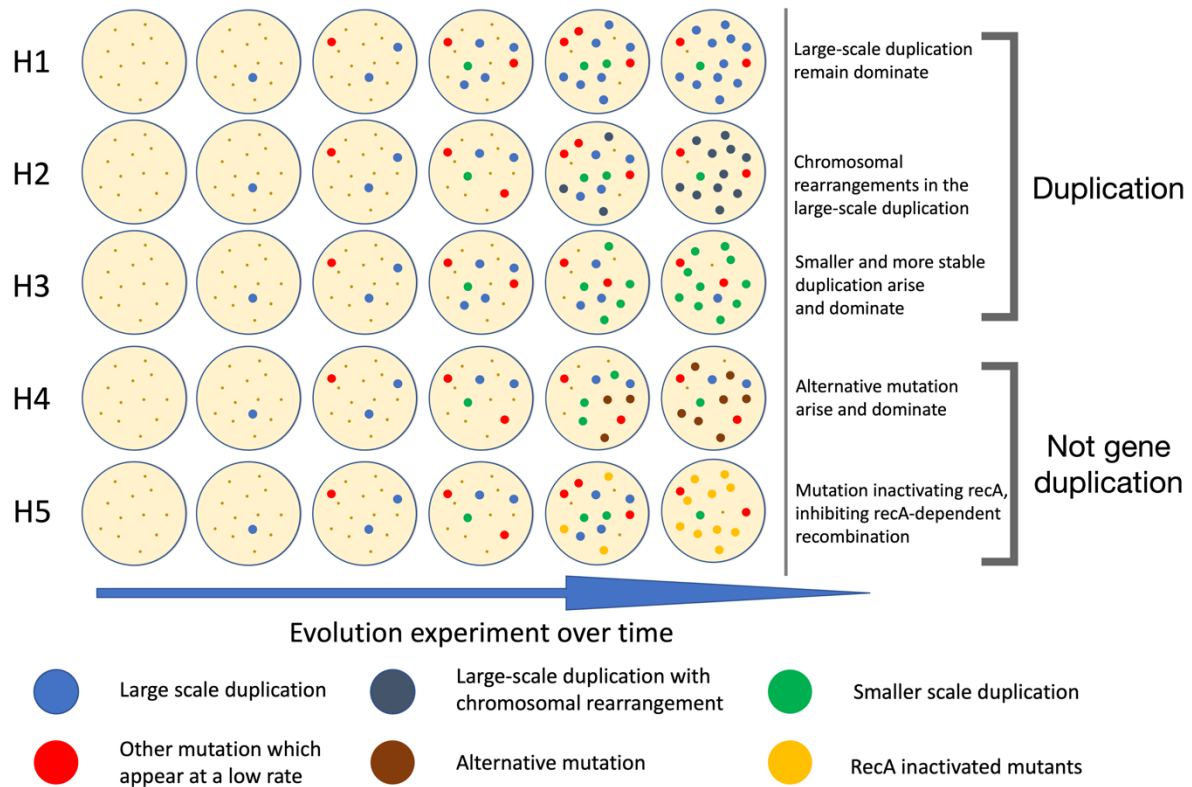 H1
Large-scale duplication
remain dominate
H2
Chromosomal
rearrangements in the
large-scale duplication
Duplication
H3
Smaller and more stable
duplication arise
and dominate
H4
Alternative mutation
arise and dominate
Not gene
duplication
H5
Mutation inactivating recA,
inhibiting recA-dependent
recombination
Evolution experiment over time
Large scale duplication
Large-scale duplication with
chromosomal rearrangement
Smaller scale duplication
Other mutation which
appear at a low rate
Alternative mutation
RecA inactivated mutants